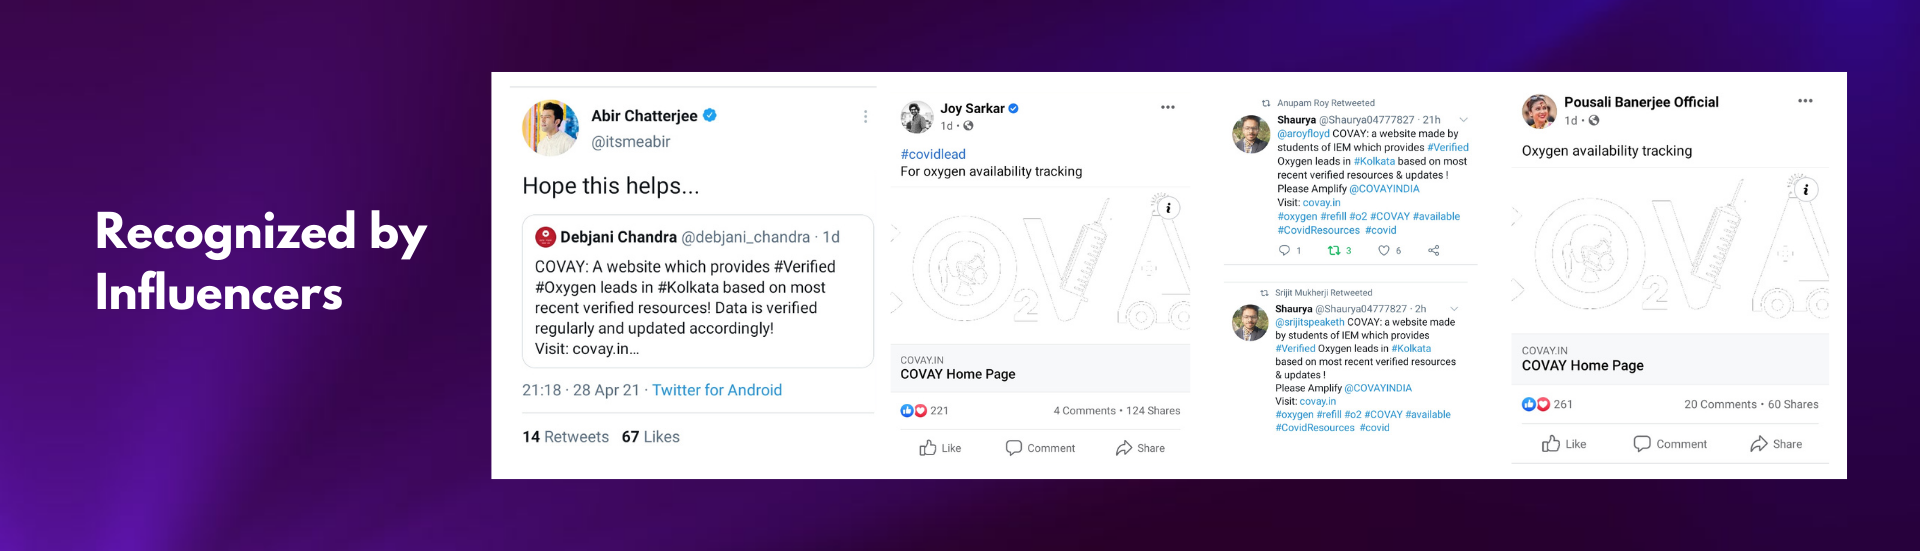 Recognized by
Influencers
Abir Chatterjee
@itsmeabir
Hope this helps...
Debjani Chandra @debjani_chandra · 1d
COVAY: A website which provides #Verified
#Oxygen leads in #Kolkata based on most
recent verified resources! Data is verified
regularly and updated accordingly!
Visit: covay.in...
21:18 · 28 Apr 21 · Twitter for Android
14 Retweets 67 Likes
Joy Sarkar
1d ·
#covidlead
For oxygen availability tracking
O2VA
i
COVAY.IN
COVAY Home Page
221
4 Comments • 124 Shares
Like Comment Share
Anupam Roy Retweeted
Shaurya @Shaurya04777827 · 21h
@aroyfloyd COVAY: a website made by
students of IEM which provides #Verified
Oxygen leads in #Kolkata based on most
recent verified resources & updates !
Please Amplify @COVAYINDIA
Visit: covay.in
#oxygen #refill #o2 #COVAY #available
#CovidResources #covid
1 3 6
Srijit Mukherji Retweeted
Shaurya @Shaurya04777827 · 2h
@srijitspeaketh COVAY: a website made
by students of IEM which provides
#Verified Oxygen leads in #Kolkata
based on most recent verified resources
& updates !
Please Amplify @COVAYINDIA
Visit: covay.in
#oxygen #refill #o2 #COVAY #available
#CovidResources #covid
Pousali Banerjee Official
1d ·
Oxygen availability tracking
O2VA
i
COVAY.IN
COVAY Home Page
261
20 Comments • 60 Shares
Like Comment Share